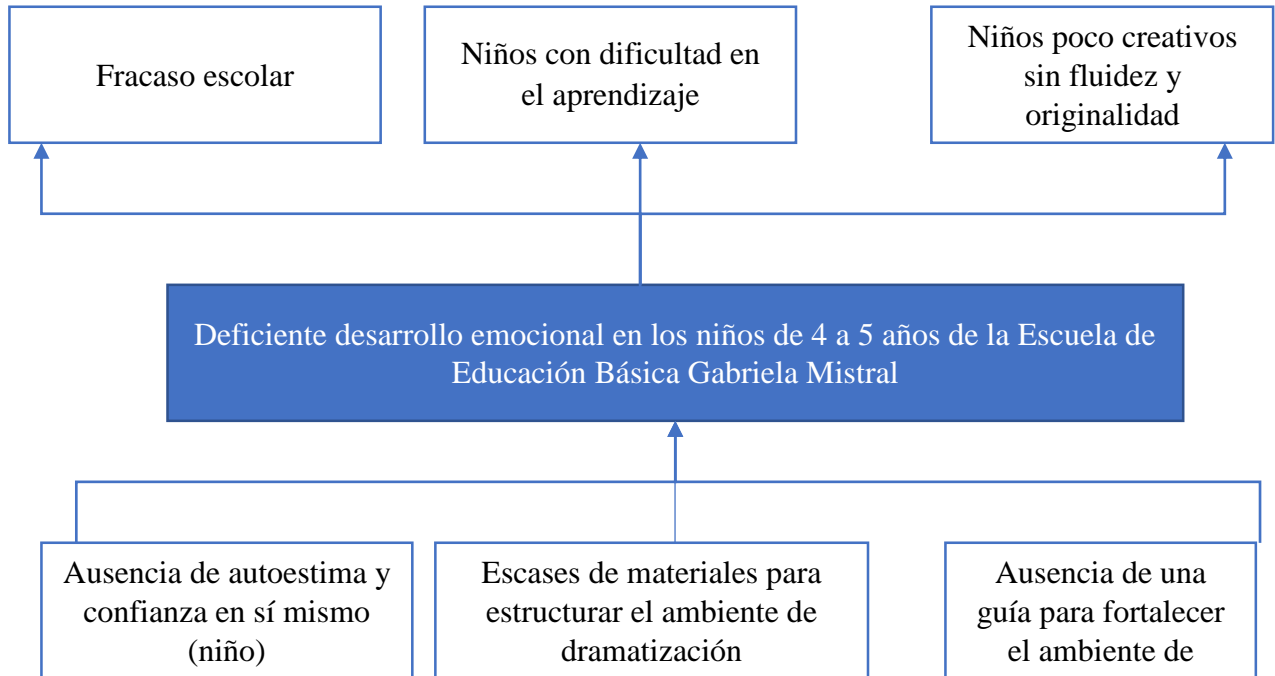 Fracaso escolar
Niños con dificultad en
el aprendizaje
Niños poco creativos
sin fluidez y
originalidad
Deficiente desarrollo emocional en los niños de 4 a 5 años de la Escuela de
Educación Básica Gabriela Mistral
Ausencia de autoestima y
confianza en sí mismo
(niño)
Escases de materiales para
estructurar el ambiente de
dramatización
Ausencia de una
guía para fortalecer
el ambiente de